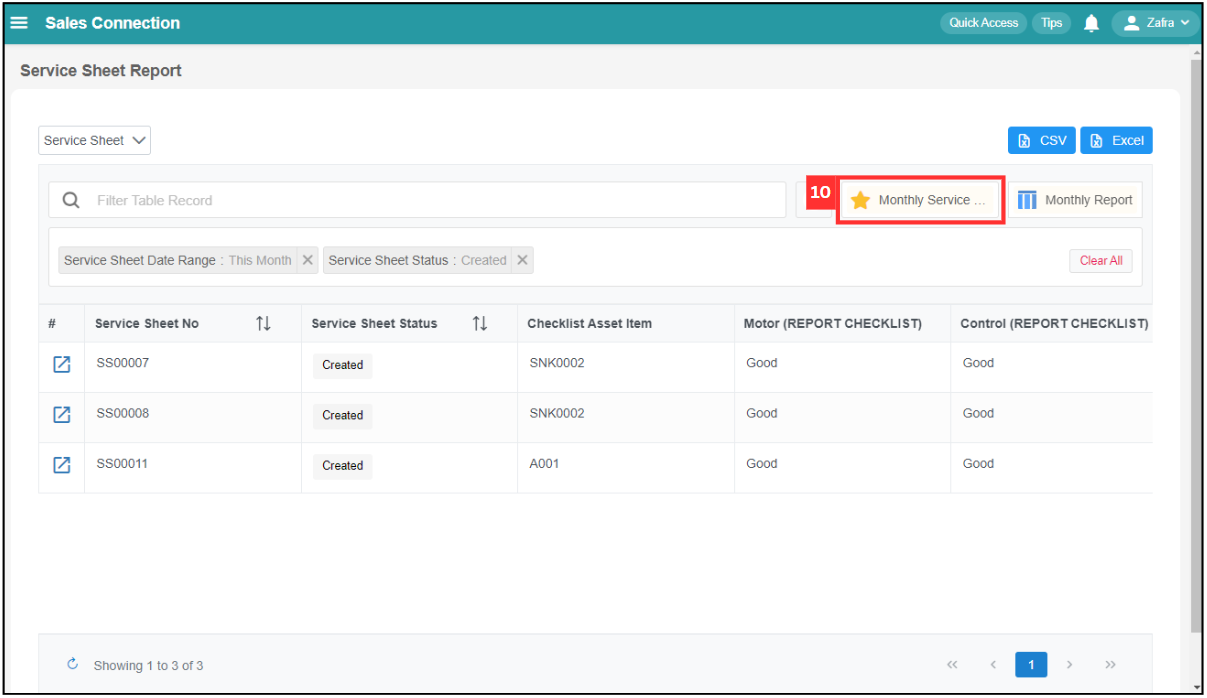 Sales Connection Quick Access Tips Zafra
Service Sheet Report
Service Sheet CSV Excel
Filter Table Record 10 Monthly Service ... Monthly Report
Service Sheet Date Range : This Month Service Sheet Status : Created Clear All
# Service Sheet No Service Sheet Status Checklist Asset Item Motor (REPORT CHECKLIST) Control (REPORT CHECKLIST)
SS00007 Created SNK0002 Good Good
SS00008 Created SNK0002 Good Good
SS00011 Created A001 Good Good
Showing 1 to 3 of 3 << < 1 > >>